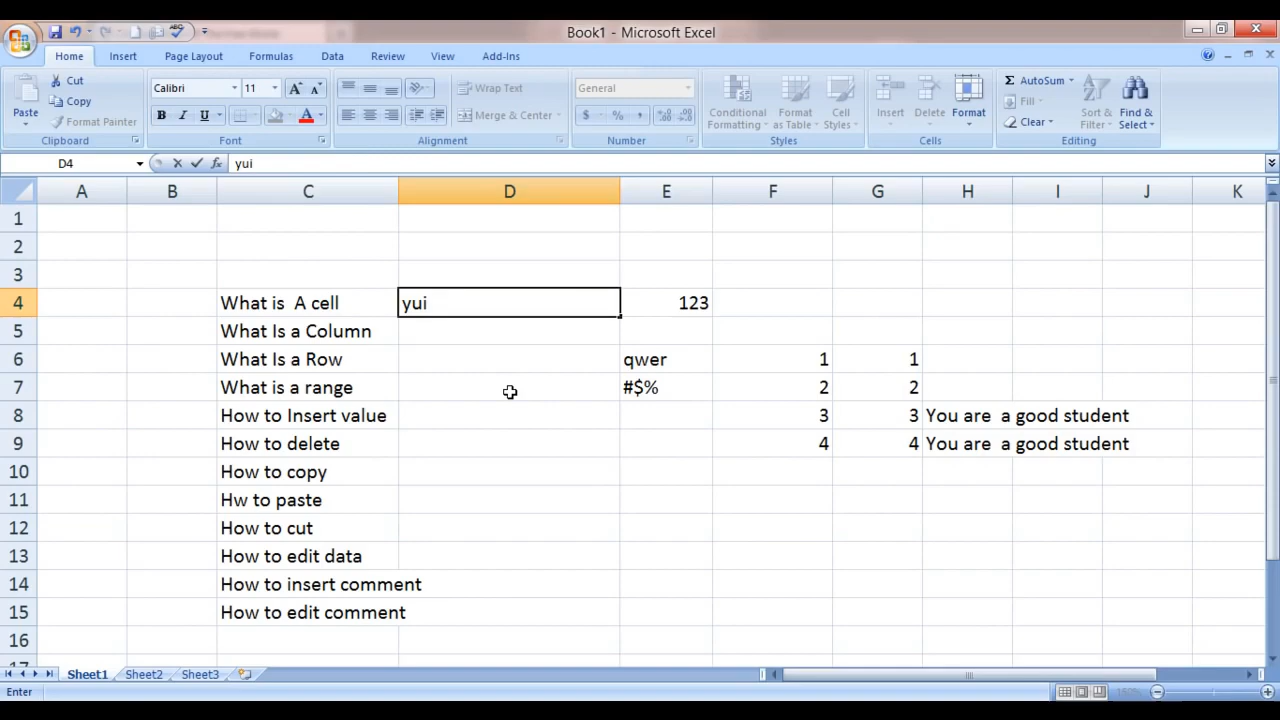 Book1 - Microsoft Excel
Home Insert Page Layout Formulas Data Review View Add-Ins
Paste
Cut
Copy
Format Painter
Clipboard
Calibri 11
B I U
Font
Wrap Text
Merge & Center
Alignment
General
$ % ,
Number
Conditional Formatting
Format as Table
Cell Styles
Styles
Insert
Delete
Format
Cells
AutoSum
Fill
Clear
Sort & Filter
Find & Select
Editing
D4 fx yui
A B C D E F G H I J K
1
2
3
4 What is  A cell yui 123
5 What Is a Column
6 What Is a Row qwer 1 1
7 What is a range #$% 2 2
8 How to Insert value 3 3 You are  a good student
9 How to delete 4 4 You are  a good student
10 How to copy
11 Hw to paste
12 How to cut
13 How to edit data
14 How to insert comment
15 How to edit comment
16
17
Sheet1 Sheet2 Sheet3
Enter 150%